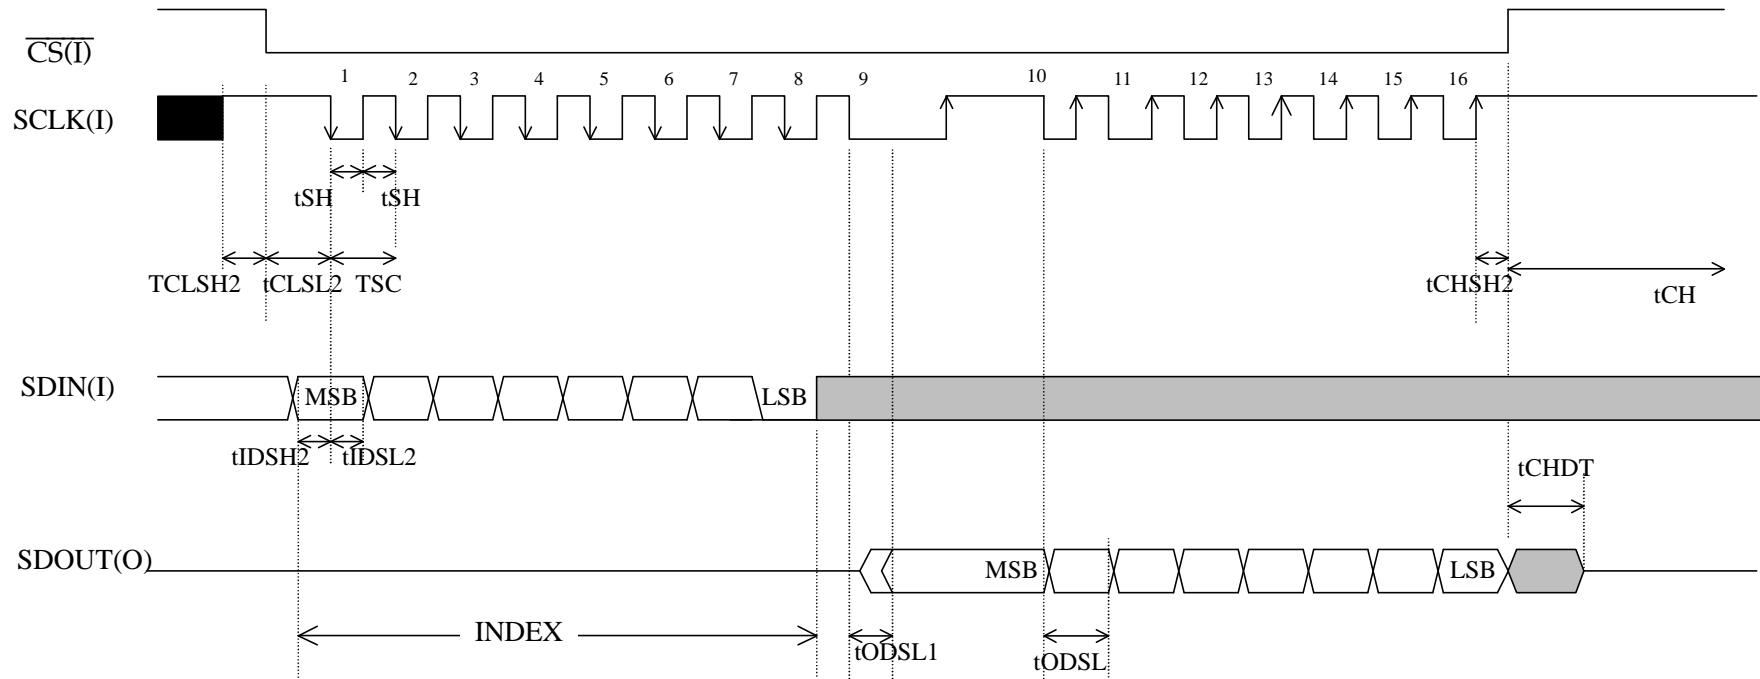 CS(I)
1 2 3 4 5 6 7 8 9 10 11 12 13 14 15 16
SCLK(I)
tSH tSH
TCLSH2 tCLSL2 TSC tCHSH2 tCH
SDIN(I) MSB LSB
tIDSH2 tIDSL2
tCHDT
SDOUT(O) MSB LSB
INDEX
tODSL1 tODSL